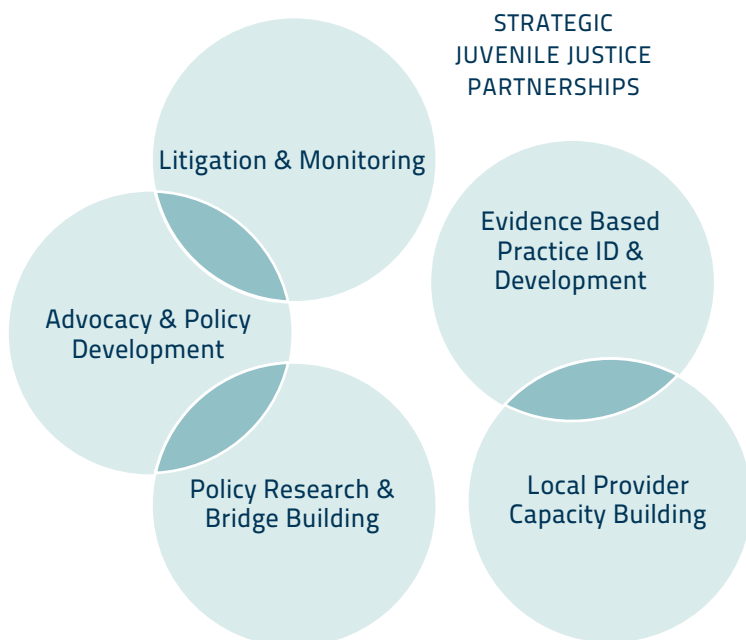 STRATEGIC
JUVENILE JUSTICE
PARTNERSHIPS
Litigation & Monitoring
Evidence Based
Practice ID &
Development
Advocacy & Policy
Development
Policy Research &
Bridge Building
Local Provider
Capacity Building